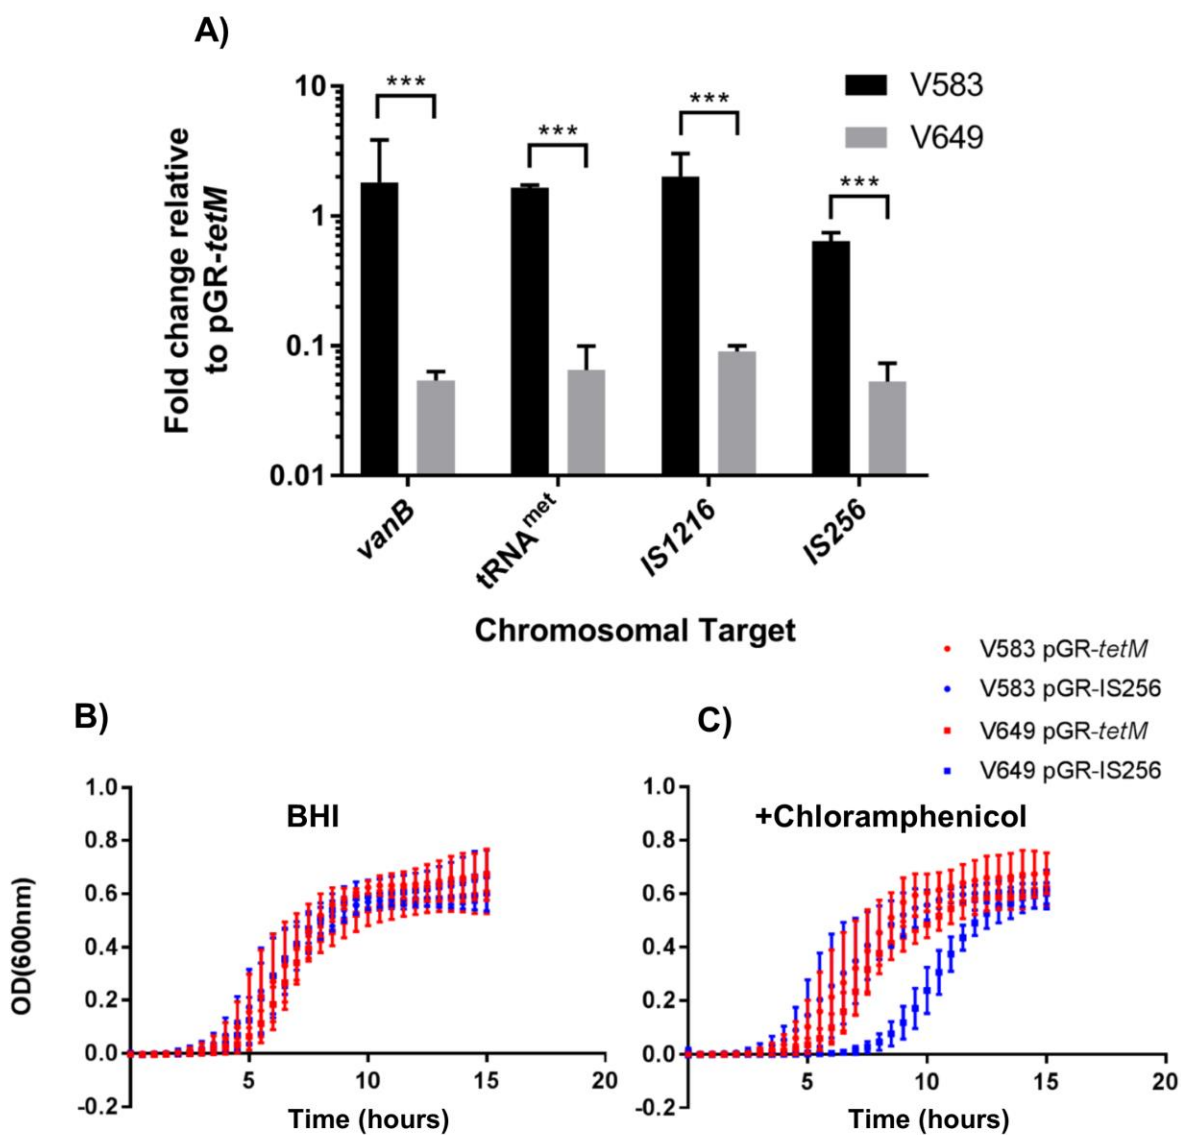 A)
10
1
0.1
0.01
Fold change relative
to pGR-tetM
***
***
***
***
V583
V649
vanB
tRNAmet
IS1216
IS256
Chromosomal Target
V583 pGR-tetM
V583 pGR-IS256
V649 pGR-tetM
V649 pGR-IS256
B)
BHI
OD(600nm)
1.0
0.8
0.6
0.4
0.2
0.0
-0.2
5
10
15
20
Time (hours)
C)
+Chloramphenicol
1.0
0.8
0.6
0.4
0.2
0.0
-0.2
5
10
15
20
Time (hours)